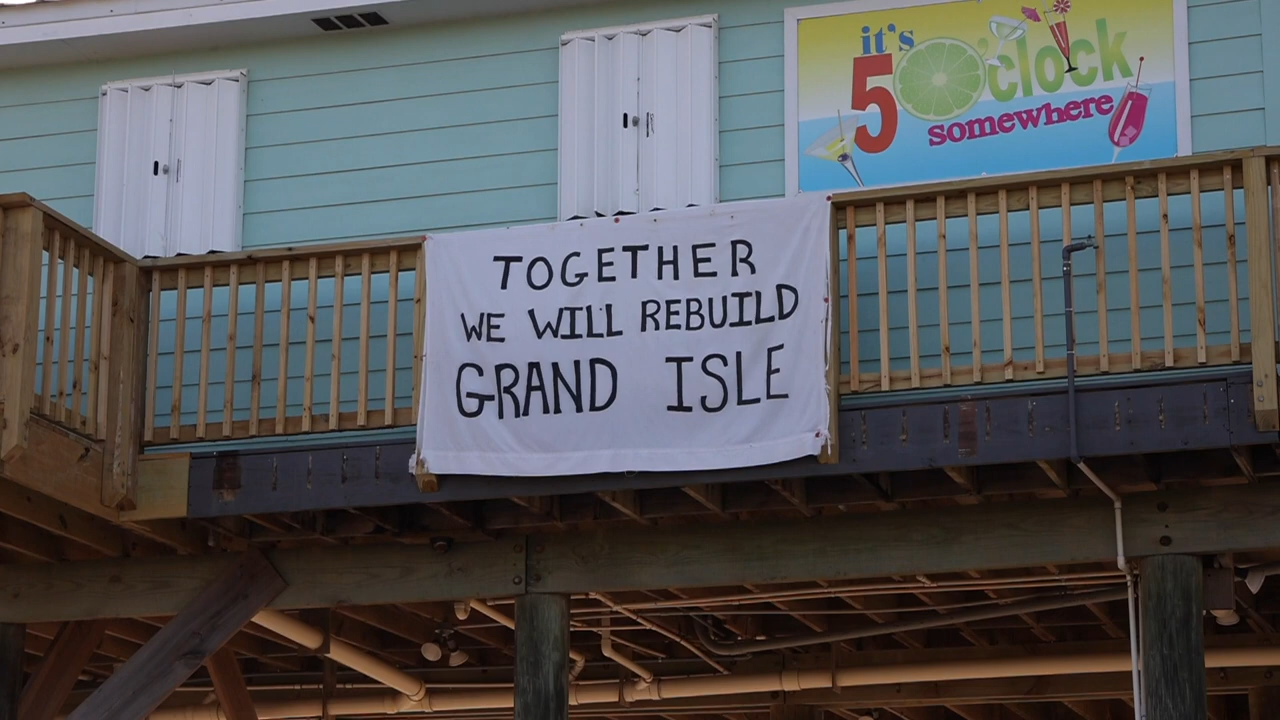 it's
5 O'clock
somewhere
TOGETHER
WE WILL REBUILD
GRAND ISLE